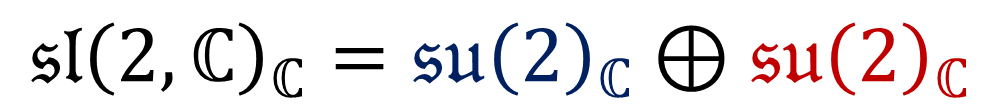 𝔰𝔩(2, ℂ)_ℂ = 𝔰𝔲(2)_ℂ ⊕ 𝔰𝔲(2)_ℂ